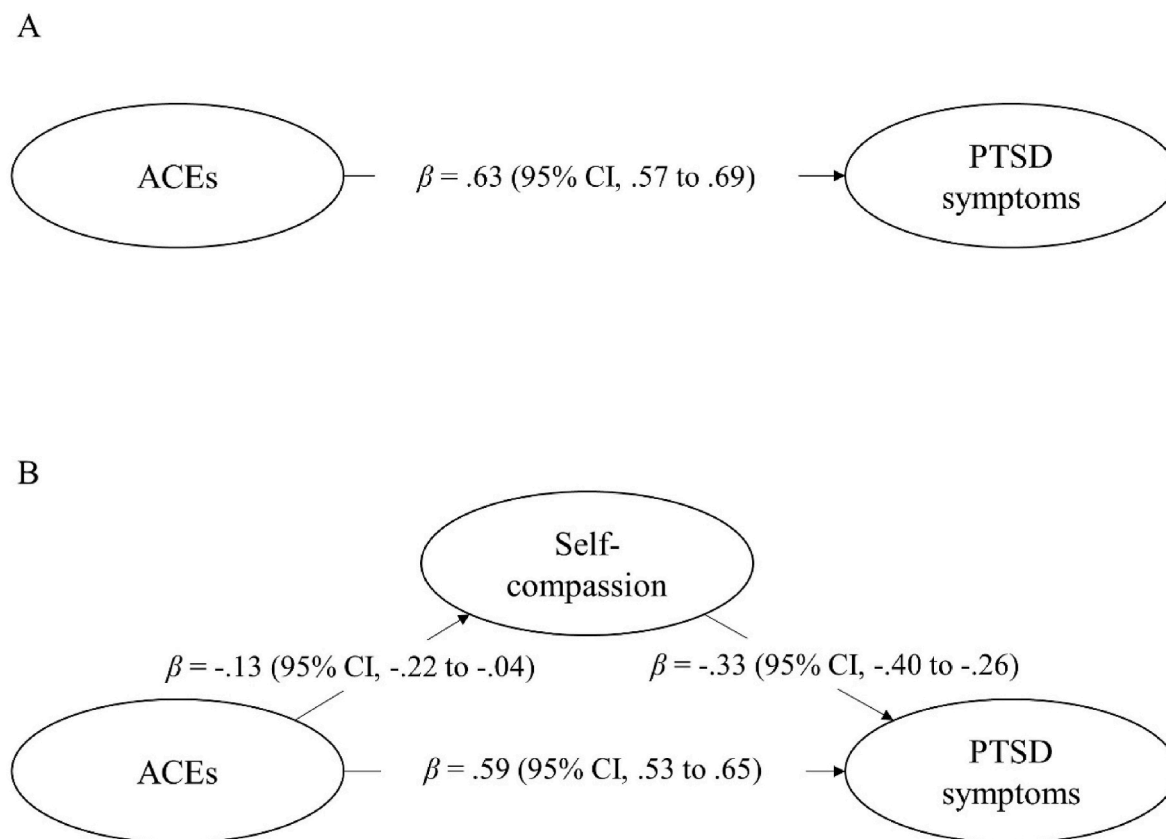 A
ACEs
β = .63 (95% CI, .57 to .69)
PTSD
symptoms
B
Self-
compassion
β = -.13 (95% CI, -.22 to -.04)
β = -.33 (95% CI, -.40 to -.26)
ACEs
β = .59 (95% CI, .53 to .65)
PTSD
symptoms